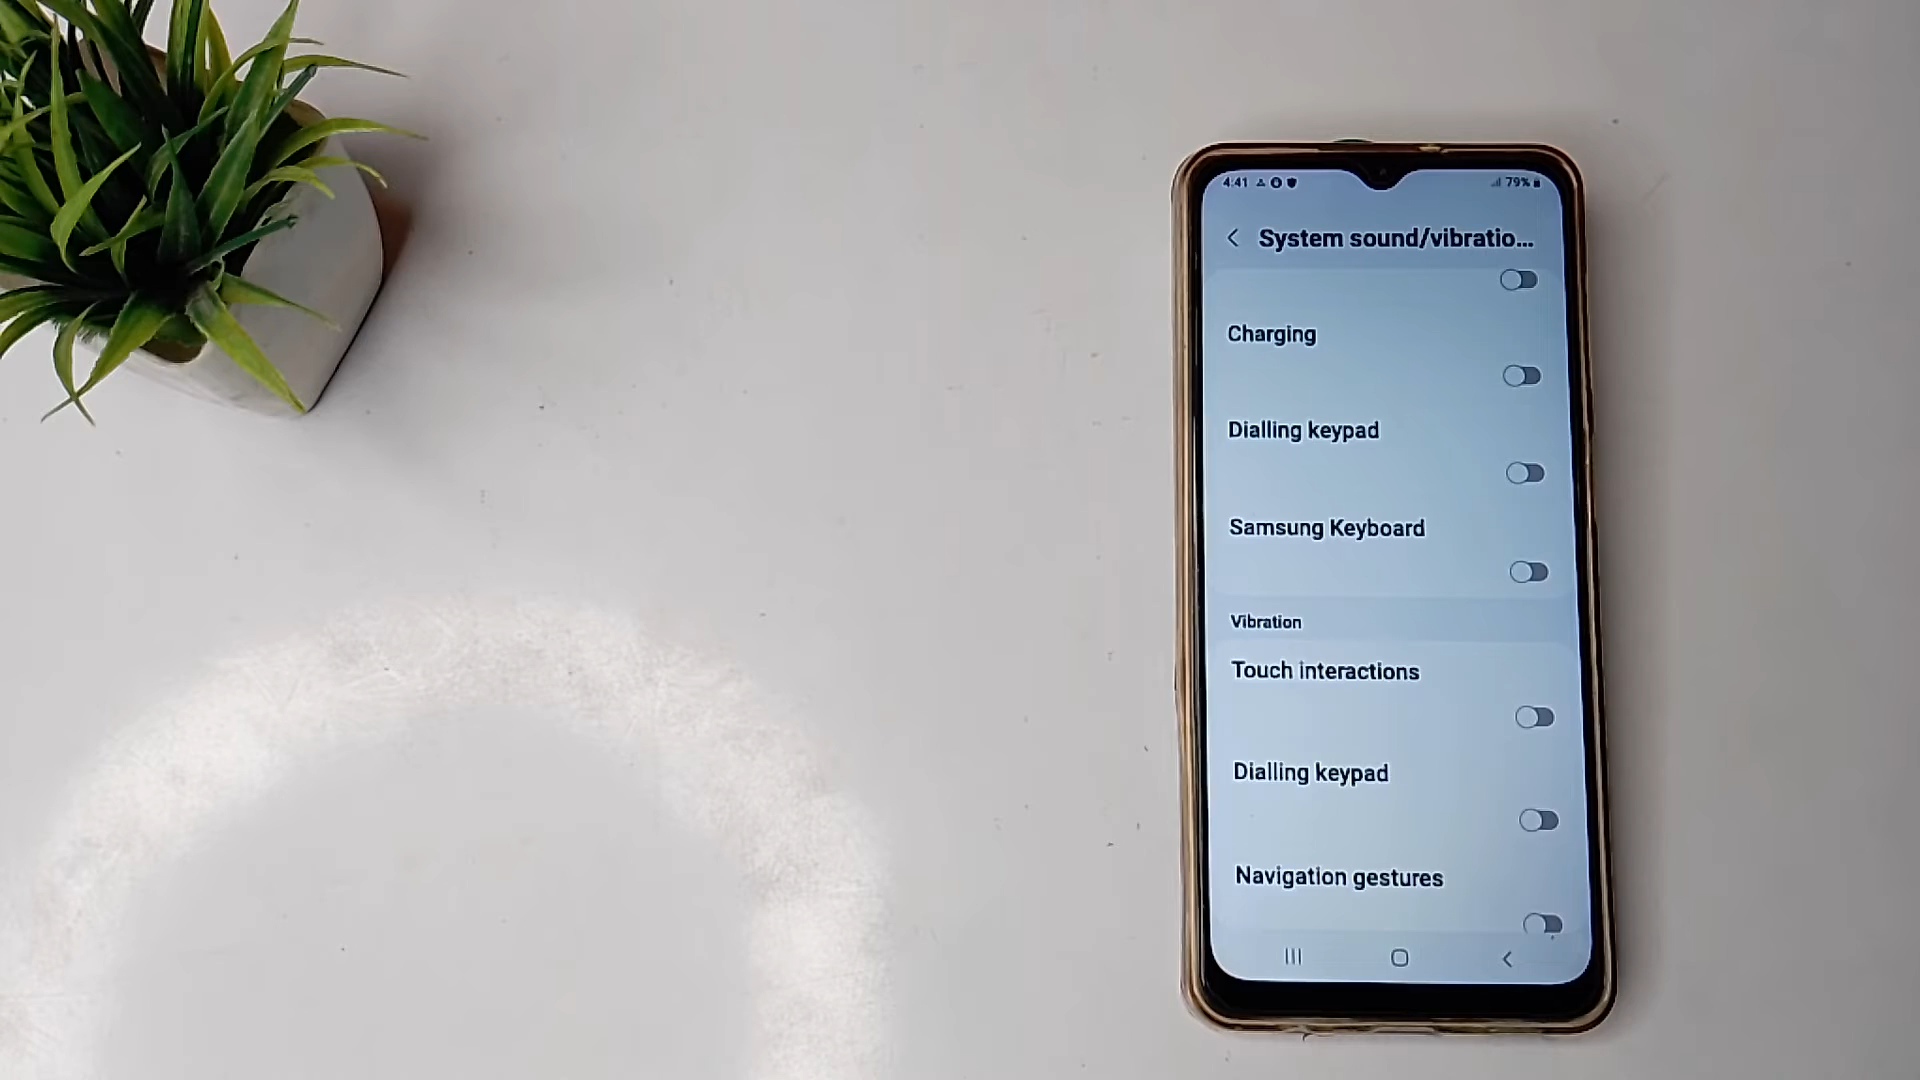 4:41
79%
System sound/vibratio...
Charging
Dialling keypad
Samsung Keyboard
Vibration
Touch interactions
Dialling keypad
Navigation gestures